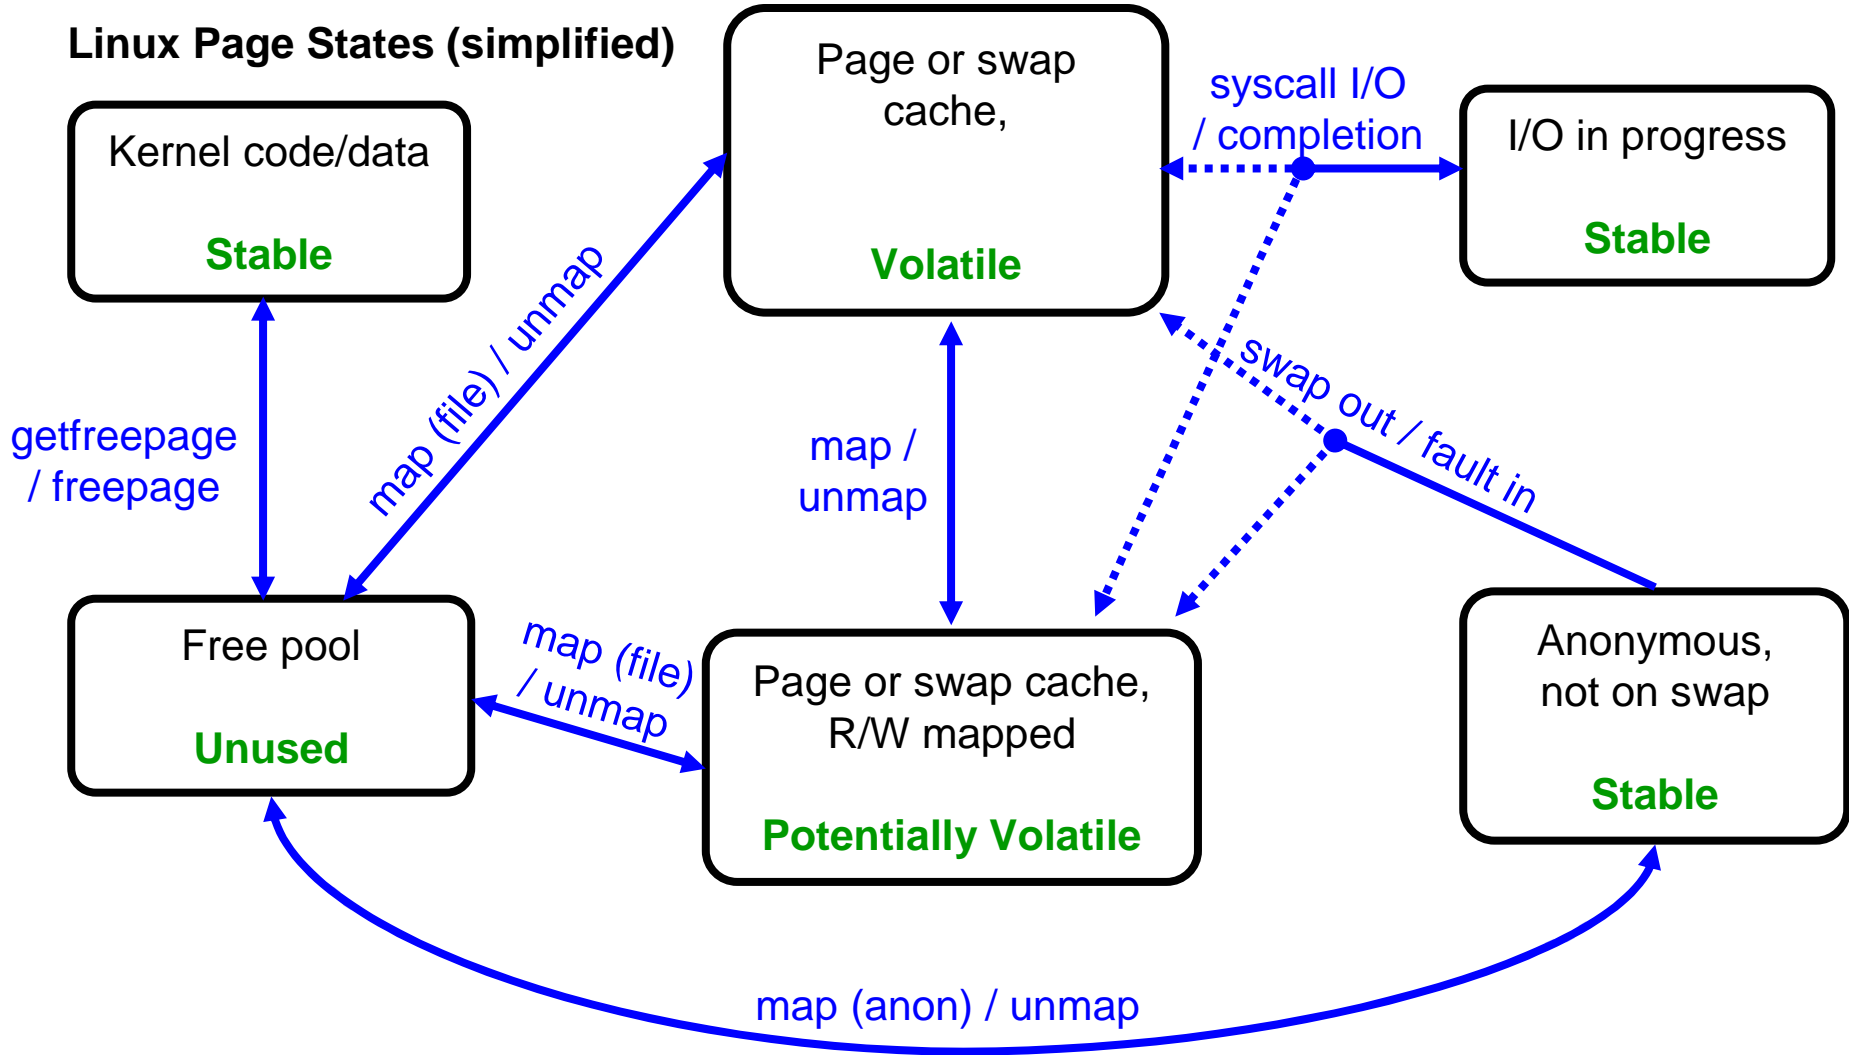 Linux Page States (simplified)
Kernel code/data
Stable
Page or swap
cache,
Volatile
syscall I/O
/ completion
I/O in progress
Stable
map (file) / unmap
getfreepage
/ freepage
map /
unmap
swap out / fault in
Free pool
Unused
map (file)
/ unmap
Page or swap cache,
R/W mapped
Potentially Volatile
Anonymous,
not on swap
Stable
map (anon) / unmap